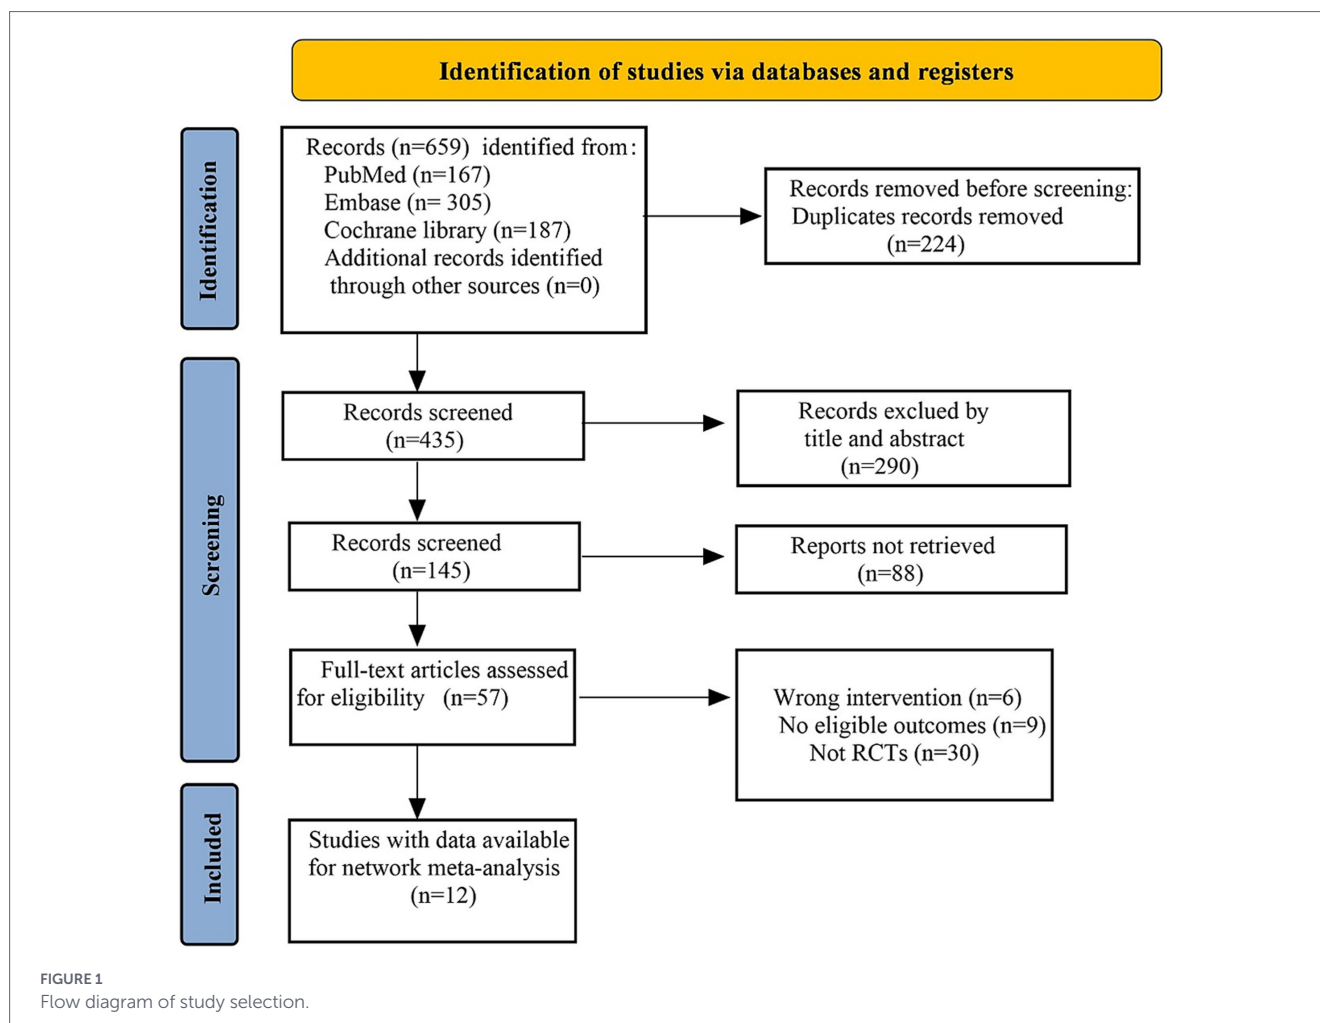 Identification of studies via databases and registers
Identification
Records (n=659) identified from:
PubMed (n=167)
Embase (n= 305)
Cochrane library (n=187)
Additional records identified
through other sources (n=0)
Records removed before screening:
Duplicates records removed
(n=224)
Screening
Records screened
(n=435)
Records exclued by
title and abstract
(n=290)
Records screened
(n=145)
Reports not retrieved
(n=88)
Full-text articles assessed
for eligibility (n=57)
Wrong intervention (n=6)
No eligible outcomes (n=9)
Not RCTs (n=30)
Included
Studies with data available
for network meta-analysis
(n=12)
FIGURE 1
Flow diagram of study selection.